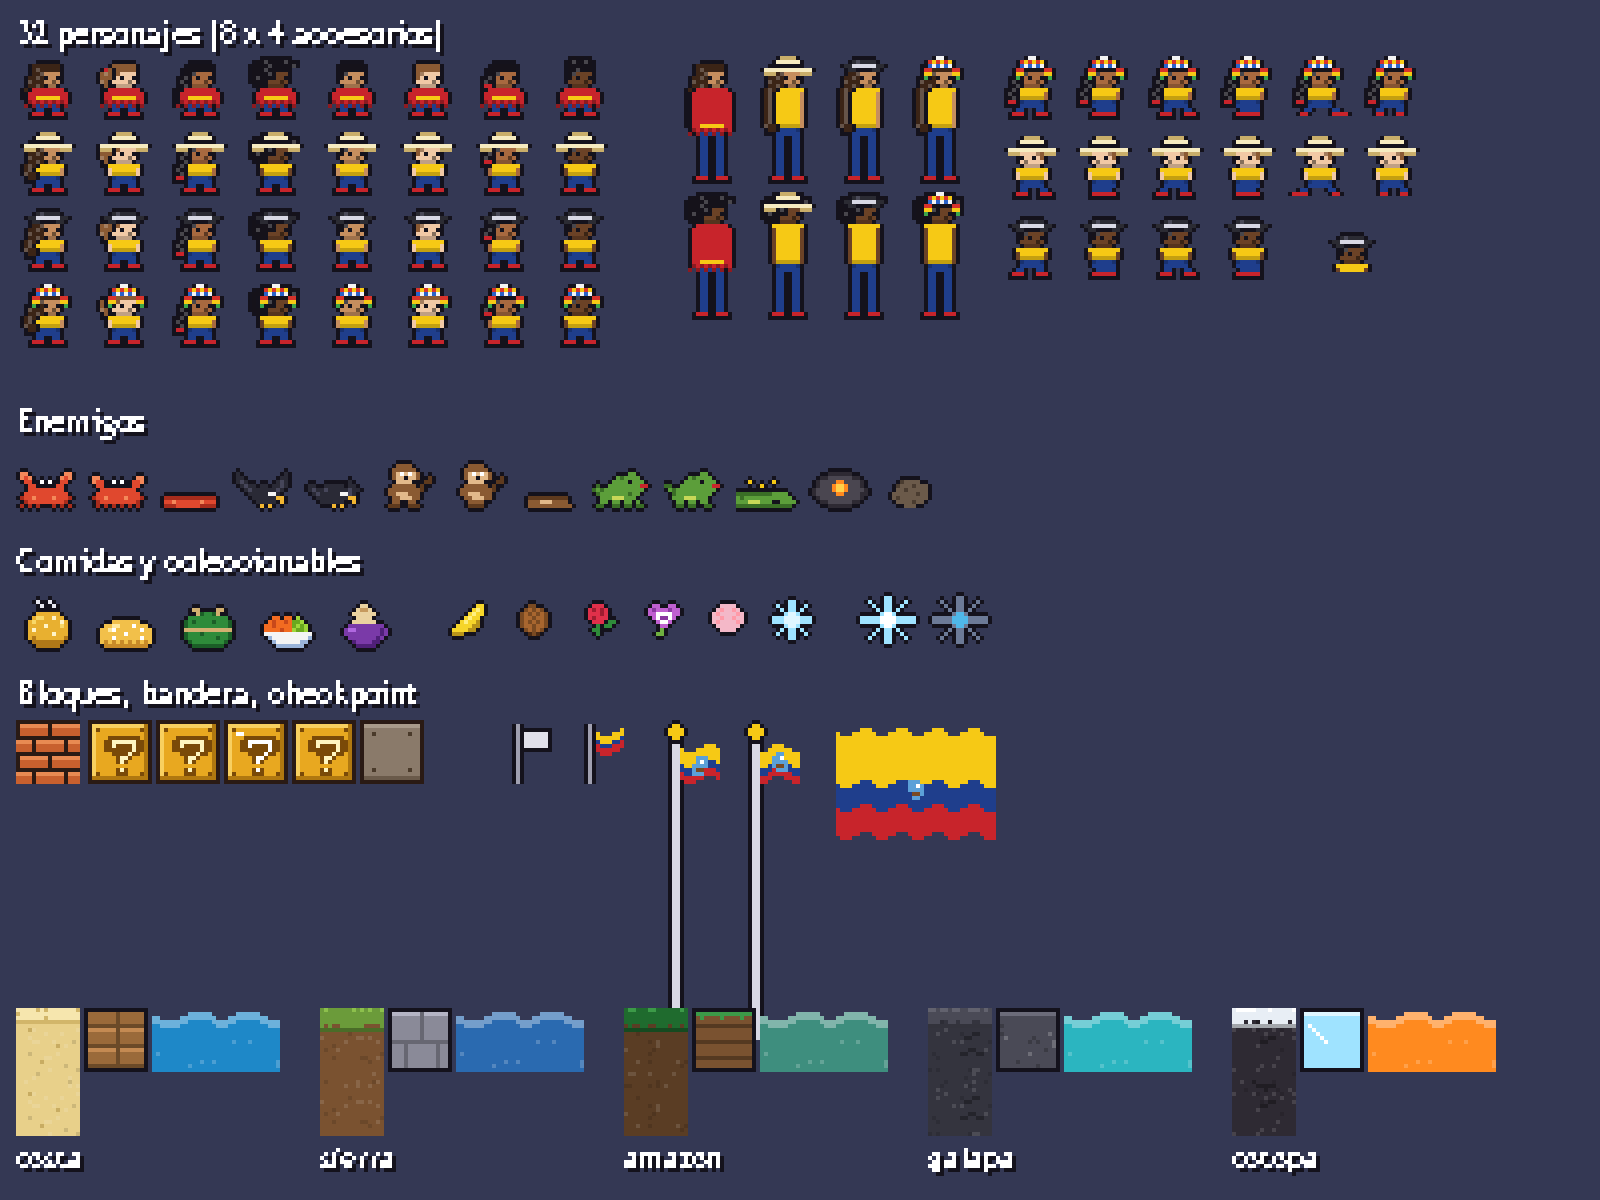 32 personajes (8 x 4 accesorios)
Enemigos
Comidas y coleccionables
Bloques, bandera, checkpoint
? ? ? ?
costa sierra amazon galapa cotopa